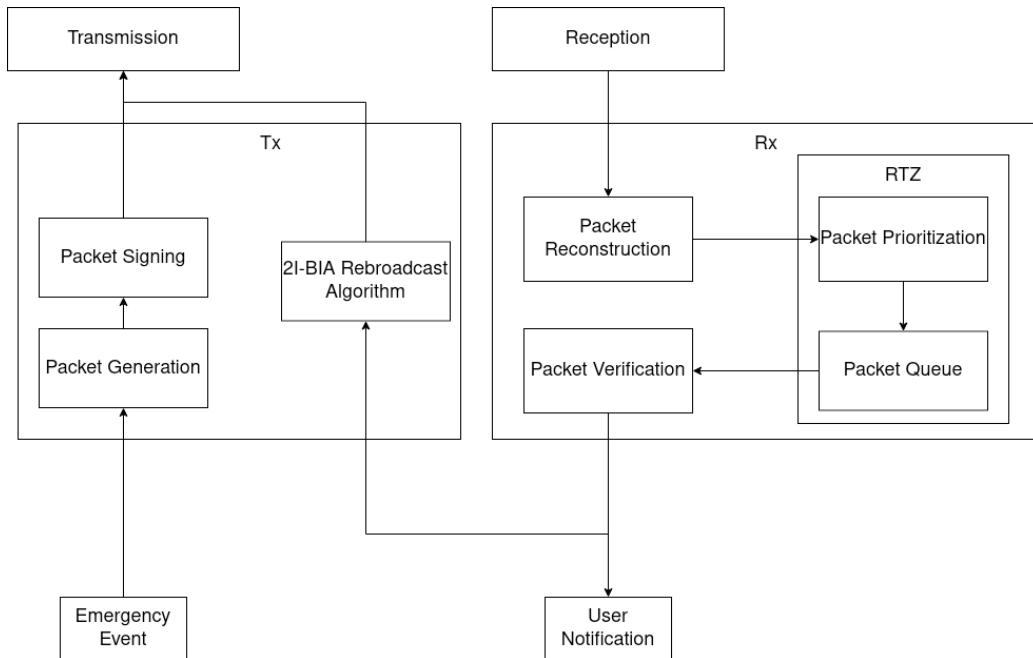 Transmission
Reception
Tx
Rx
RTZ
Packet Signing
2I-BIA Rebroadcast
Algorithm
Packet Generation
Packet
Reconstruction
Packet Prioritization
Packet Verification
Packet Queue
Emergency
Event
User
Notification